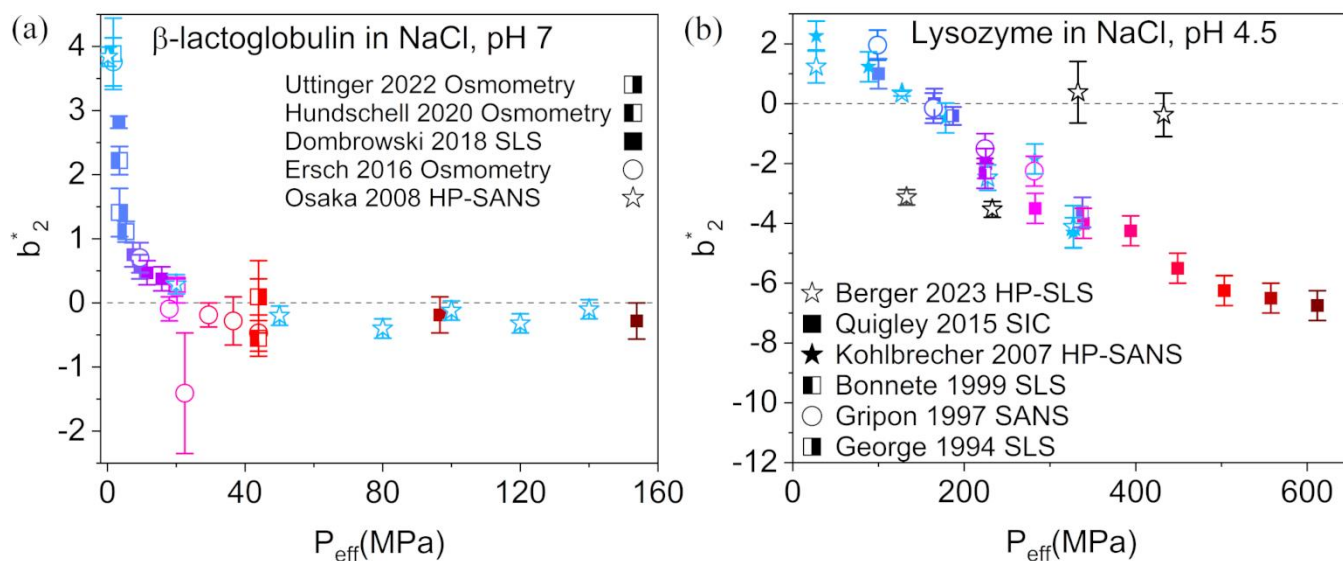 (a)
β-lactoglobulin in NaCl, pH 7
Uttinger 2022 Osmometry
Hundschell 2020 Osmometry
Dombrowski 2018 SLS
Ersch 2016 Osmometry
Osaka 2008 HP-SANS
b*2
4
3
2
1
0
-1
-2
0
40
80
120
160
Peff(MPa)
(b)
Lysozyme in NaCl, pH 4.5
Berger 2023 HP-SLS
Quigley 2015 SIC
Kohlbrecher 2007 HP-SANS
Bonnete 1999 SLS
Gripon 1997 SANS
George 1994 SLS
b*2
2
0
-2
-4
-6
-8
-10
-12
0
200
400
600
Peff(MPa)